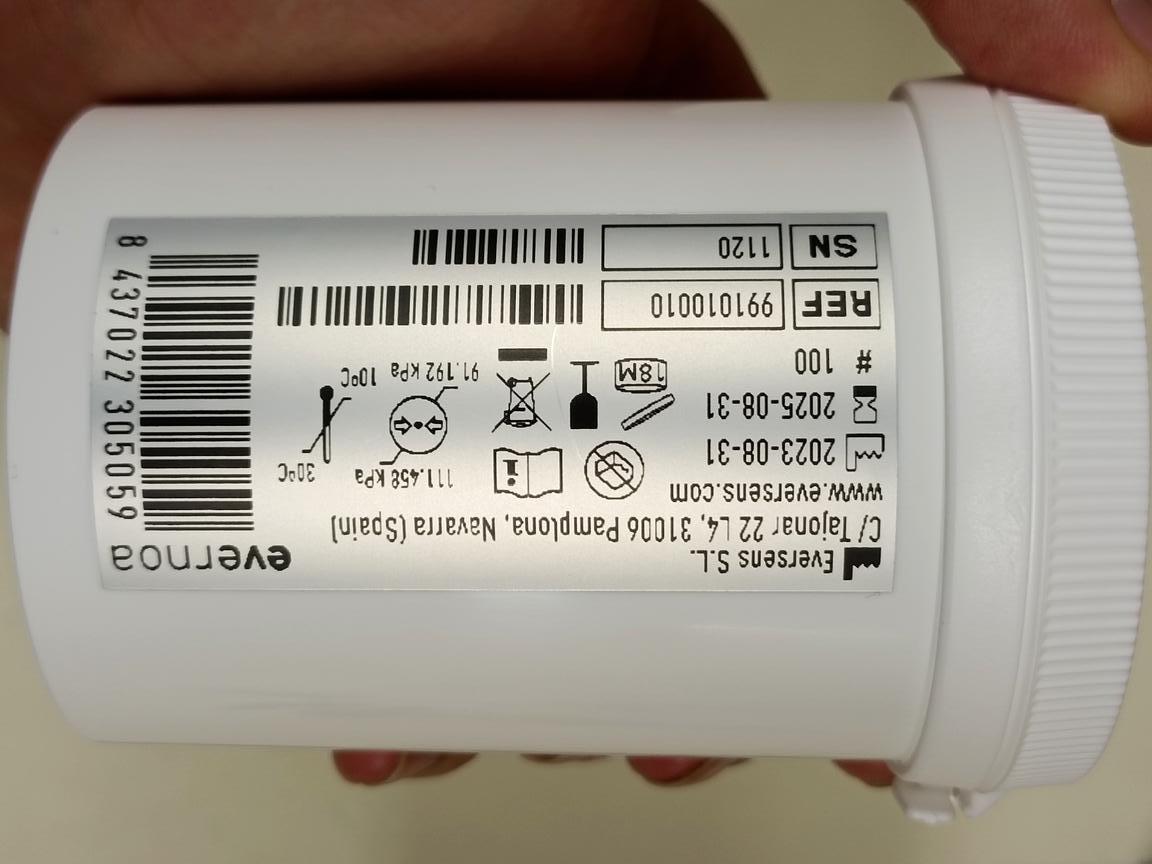 Eversens S.L.
C/Tajonar 22 L4, 31006 Pamplona, Navarra (Spain)
www.eversens.com
2023-08-31
2025-08-31
# 100
18M
30ºC
10ºC
111.458 kPa
91.192 kPa
REF 991010010
SN 1120
evernoa
8 437022 305059